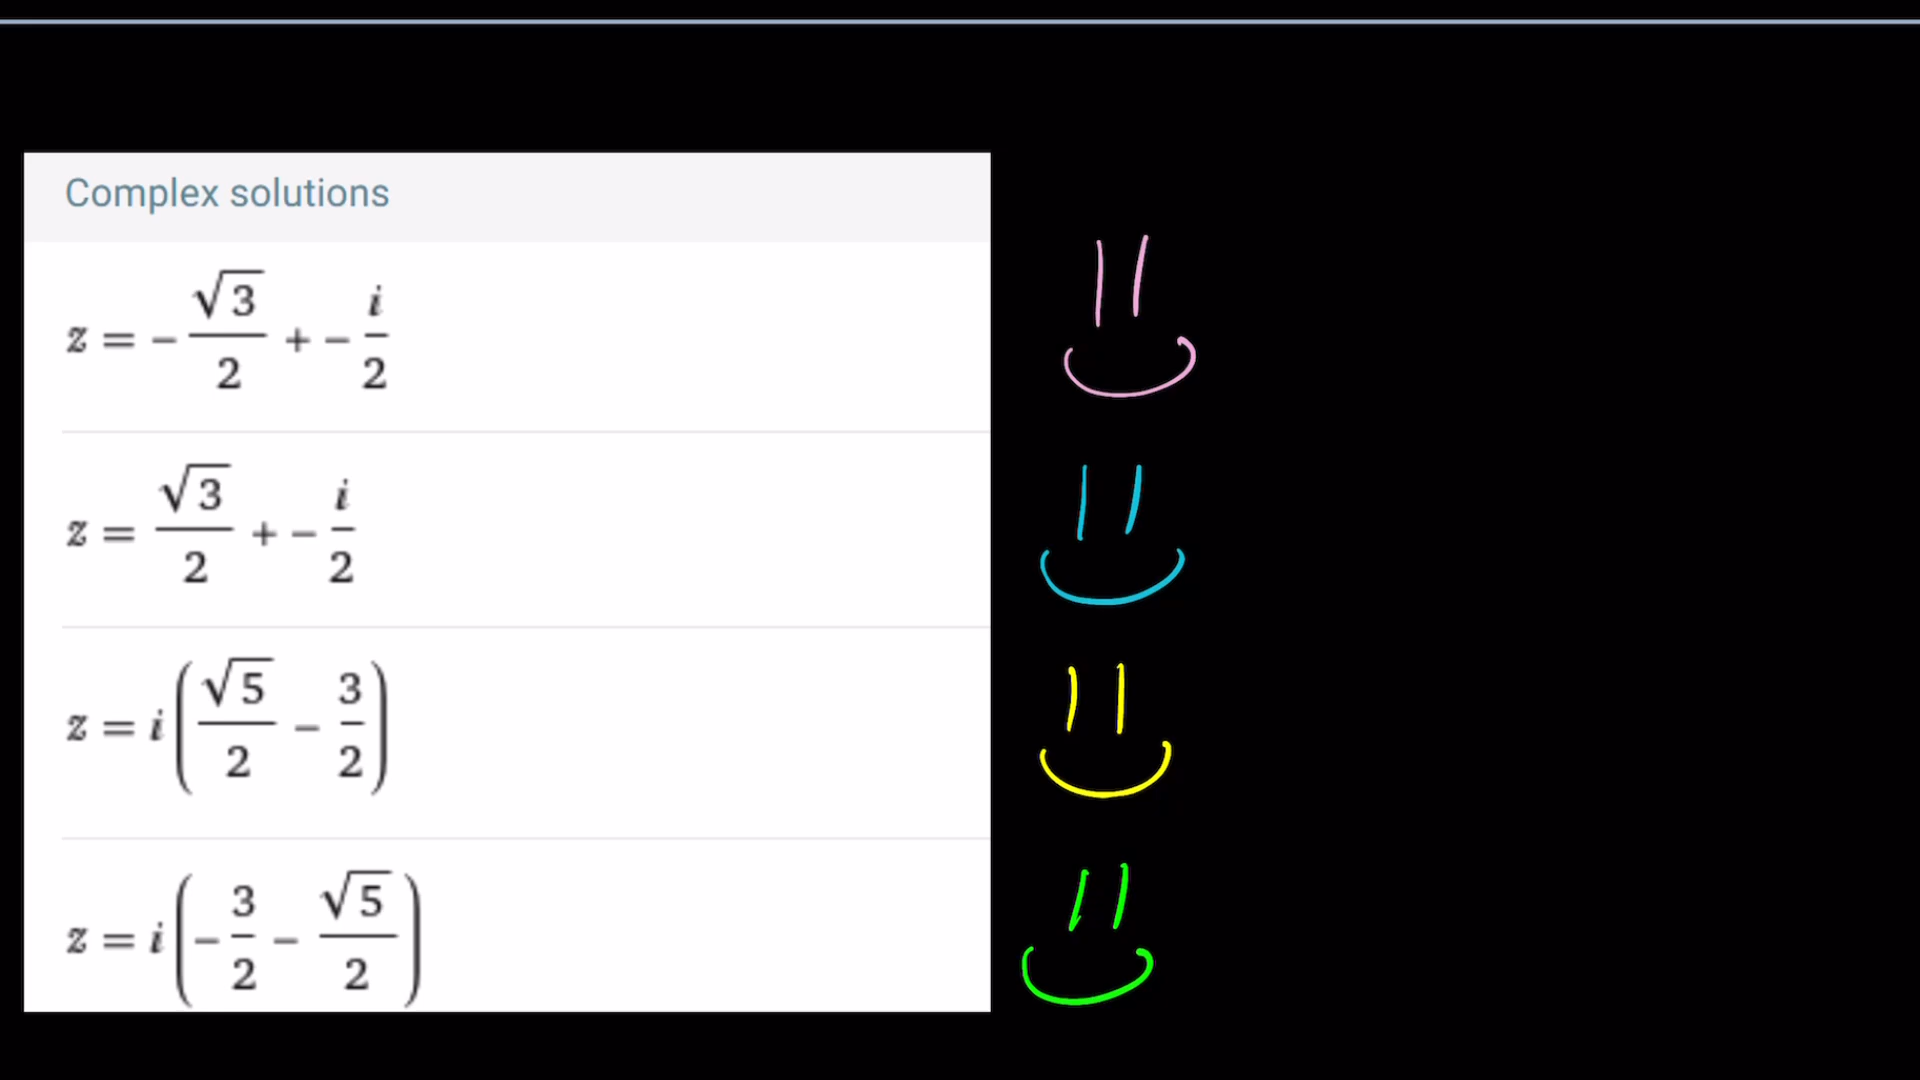 Complex solutions
z = -√3/2 + -i/2
z = √3/2 + -i/2
z = i(√5/2 - 3/2)
z = i(-3/2 - √5/2)